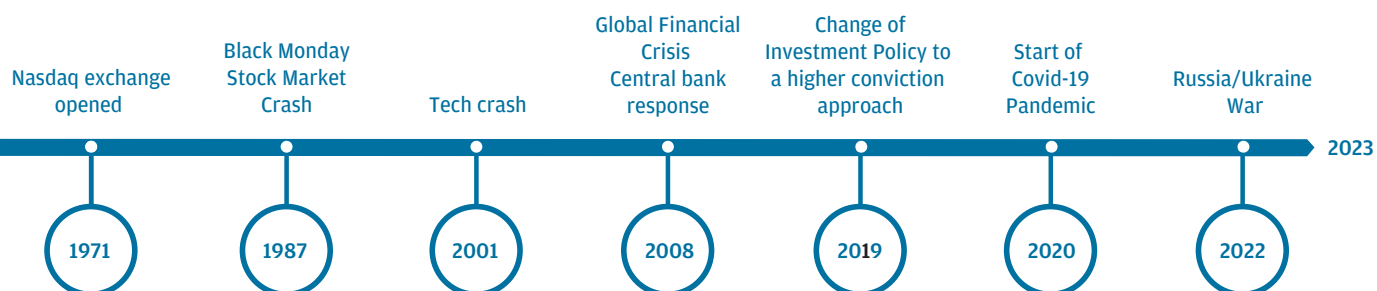 Nasdaq exchange
opened
Black Monday
Stock Market
Crash
Tech crash
Global Financial
Crisis
Central bank
response
Change of
Investment Policy to
a higher conviction
approach
Start of
Covid-19
Pandemic
Russia/Ukraine
War
2023
1971
1987
2001
2008
2019
2020
2022